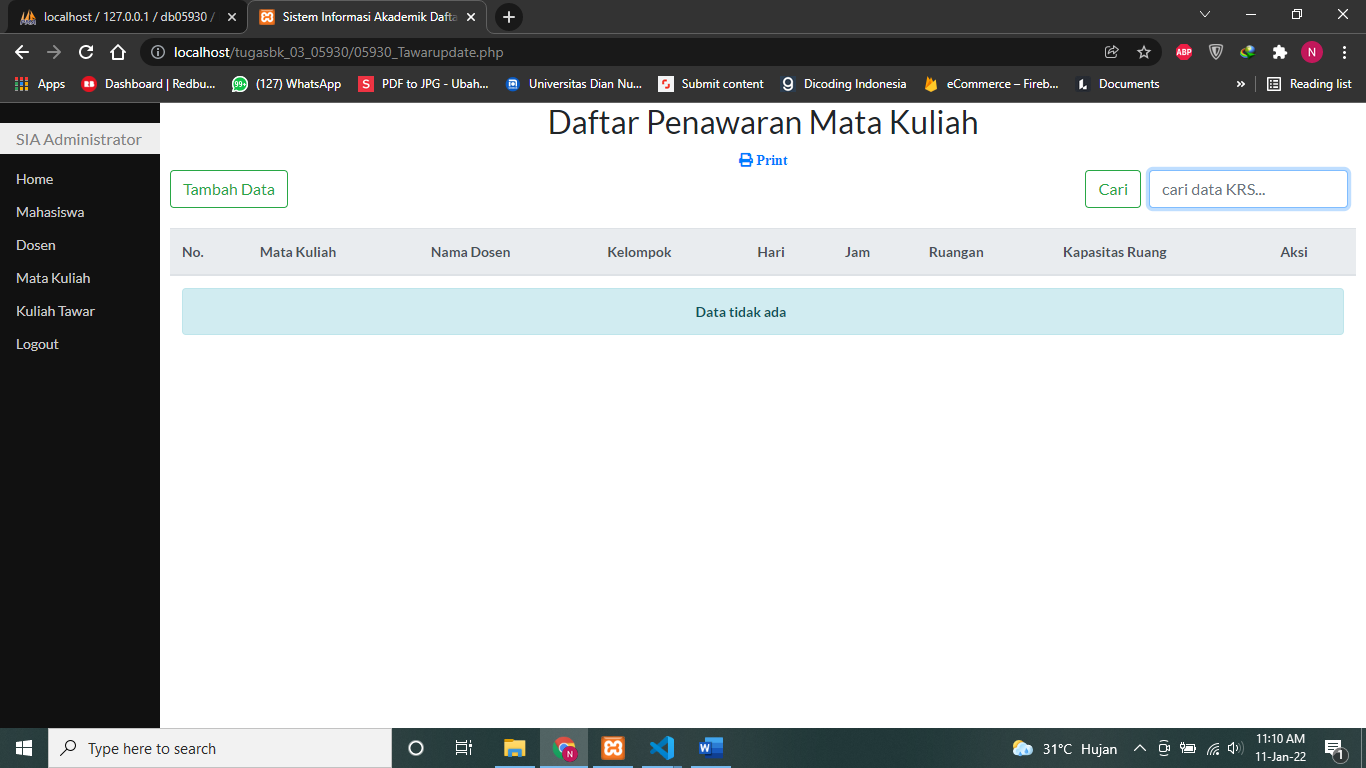 localhost / 127.0.0.1 / db05930 /
Sistem Informasi Akademik Dafta
localhost/tugasbk_03_05930/05930_Tawarupdate.php
ABP
N
Apps
Dashboard | Redbu...
99+
(127) WhatsApp
S
PDF to JPG - Ubah...
Universitas Dian Nu...
Submit content
Dicoding Indonesia
eCommerce – Fireb...
Documents
»
Reading list
SIA Administrator
Home
Mahasiswa
Dosen
Mata Kuliah
Kuliah Tawar
Logout
Daftar Penawaran Mata Kuliah
Print
Tambah Data
Cari
cari data KRS...
No. Mata Kuliah Nama Dosen Kelompok Hari Jam Ruangan Kapasitas Ruang Aksi
Data tidak ada
Type here to search
N
31°C Hujan
11:10 AM
11-Jan-22
1